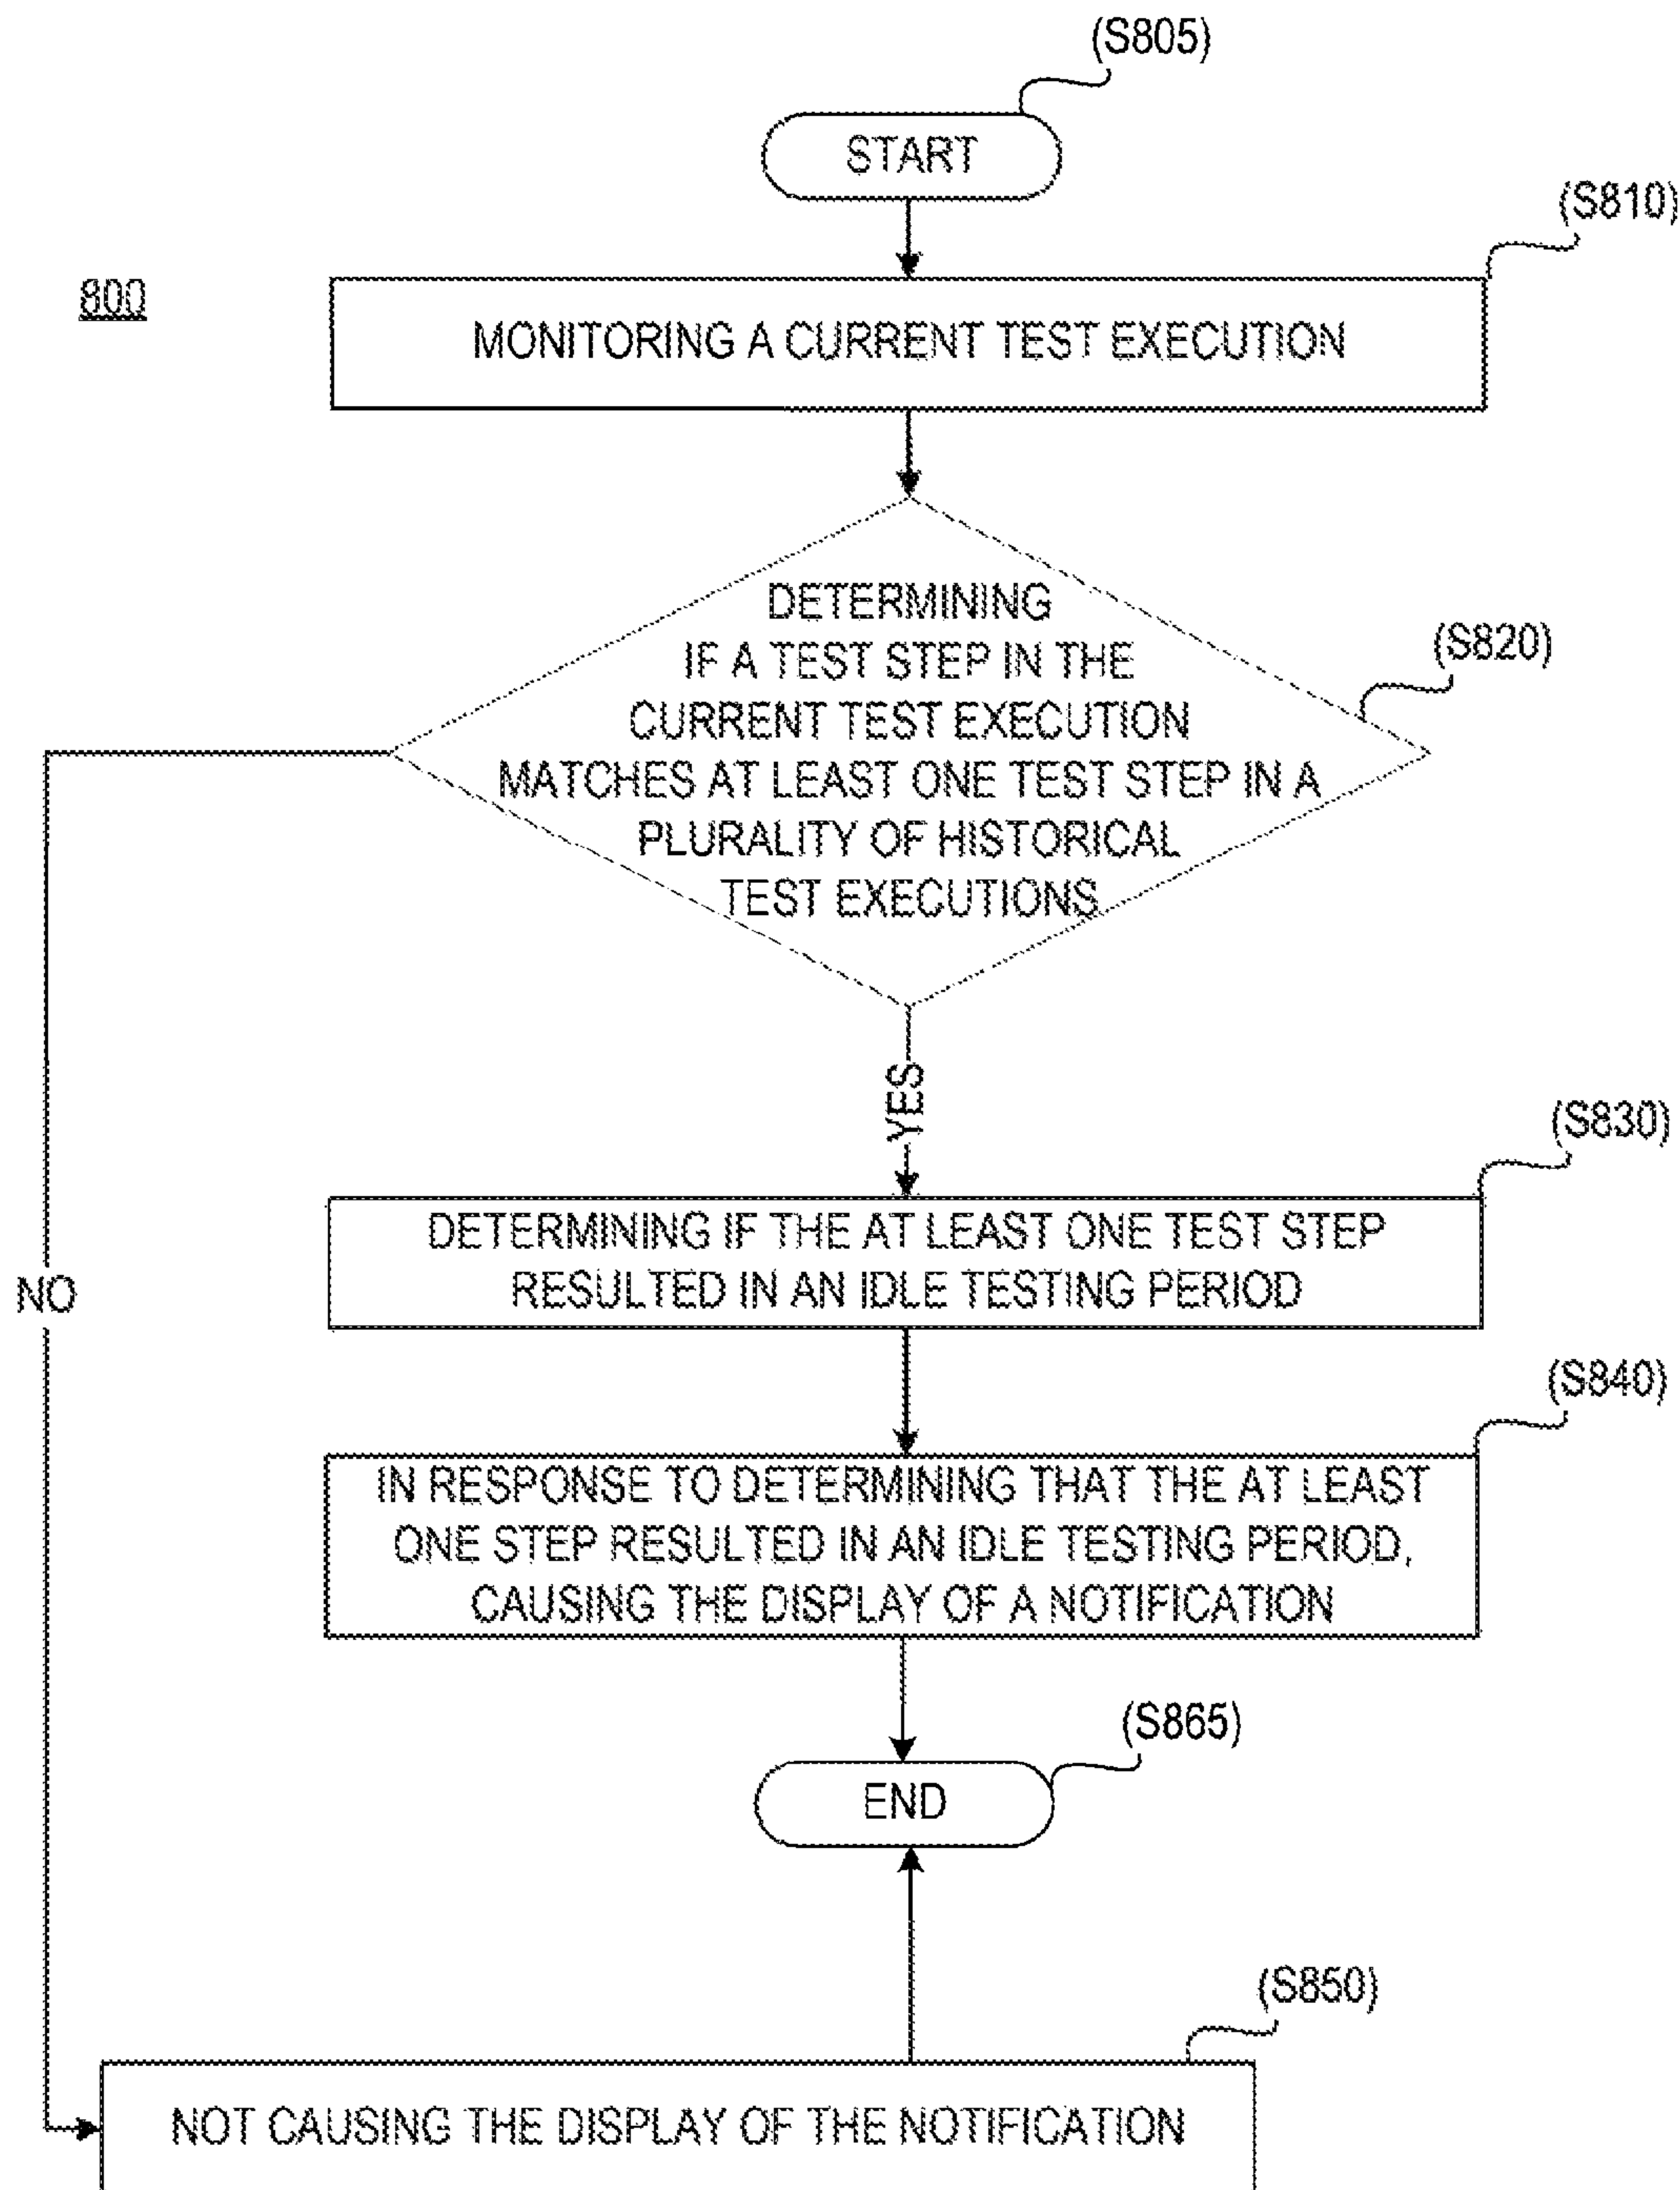 (S805)
START
(S810)
800
MONITORING A CURRENT TEST EXECUTION
DETERMINING
IF A TEST STEP IN THE
(S820)
CURRENT TEST EXECUTION
MATCHES AT LEAST ONE TEST STEP IN A
PLURALITY OF HISTORICAL
TEST EXECUTIONS
YES
(S830)
DETERMINING IF THE AT LEAST ONE TEST STEP
RESULTED IN AN IDLE TESTING PERIOD
NO
(S840)
IN RESPONSE TO DETERMINING THAT THE AT LEAST
ONE STEP RESULTED IN AN IDLE TESTING PERIOD,
CAUSING THE DISPLAY OF A NOTIFICATION
(S865)
END
(S850)
NOT CAUSING THE DISPLAY OF THE NOTIFICATION